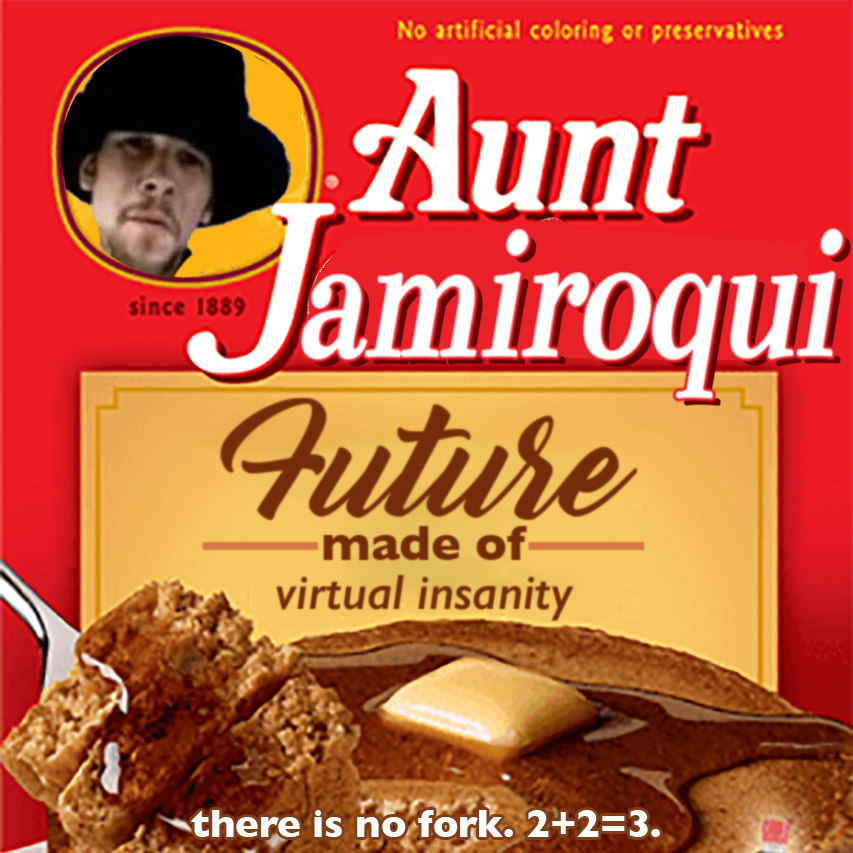 No artificial coloring or preservatives
Aunt
®
Jamiroqui
since 1889
Future
made of
virtual insanity
there is no fork. 2+2=3.